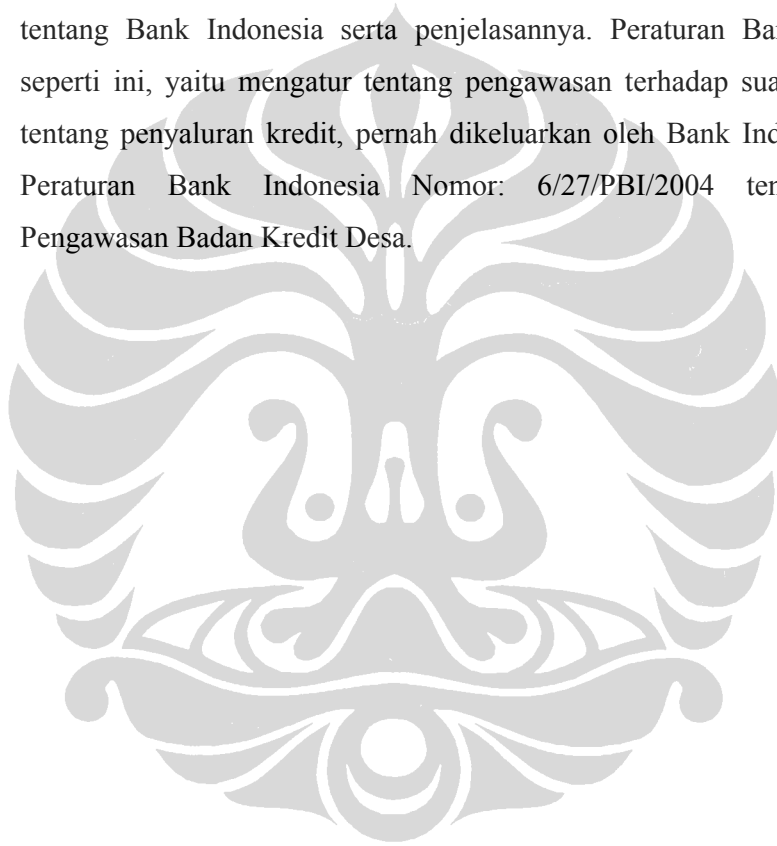 tentang Bank Indonesia serta penjelasannya. Peraturan Ba
seperti ini, yaitu mengatur tentang pengawasan terhadap sua
tentang penyaluran kredit, pernah dikeluarkan oleh Bank Ind
Peraturan Bank Indonesia Nomor: 6/27/PBI/2004 ten
Pengawasan Badan Kredit Desa.